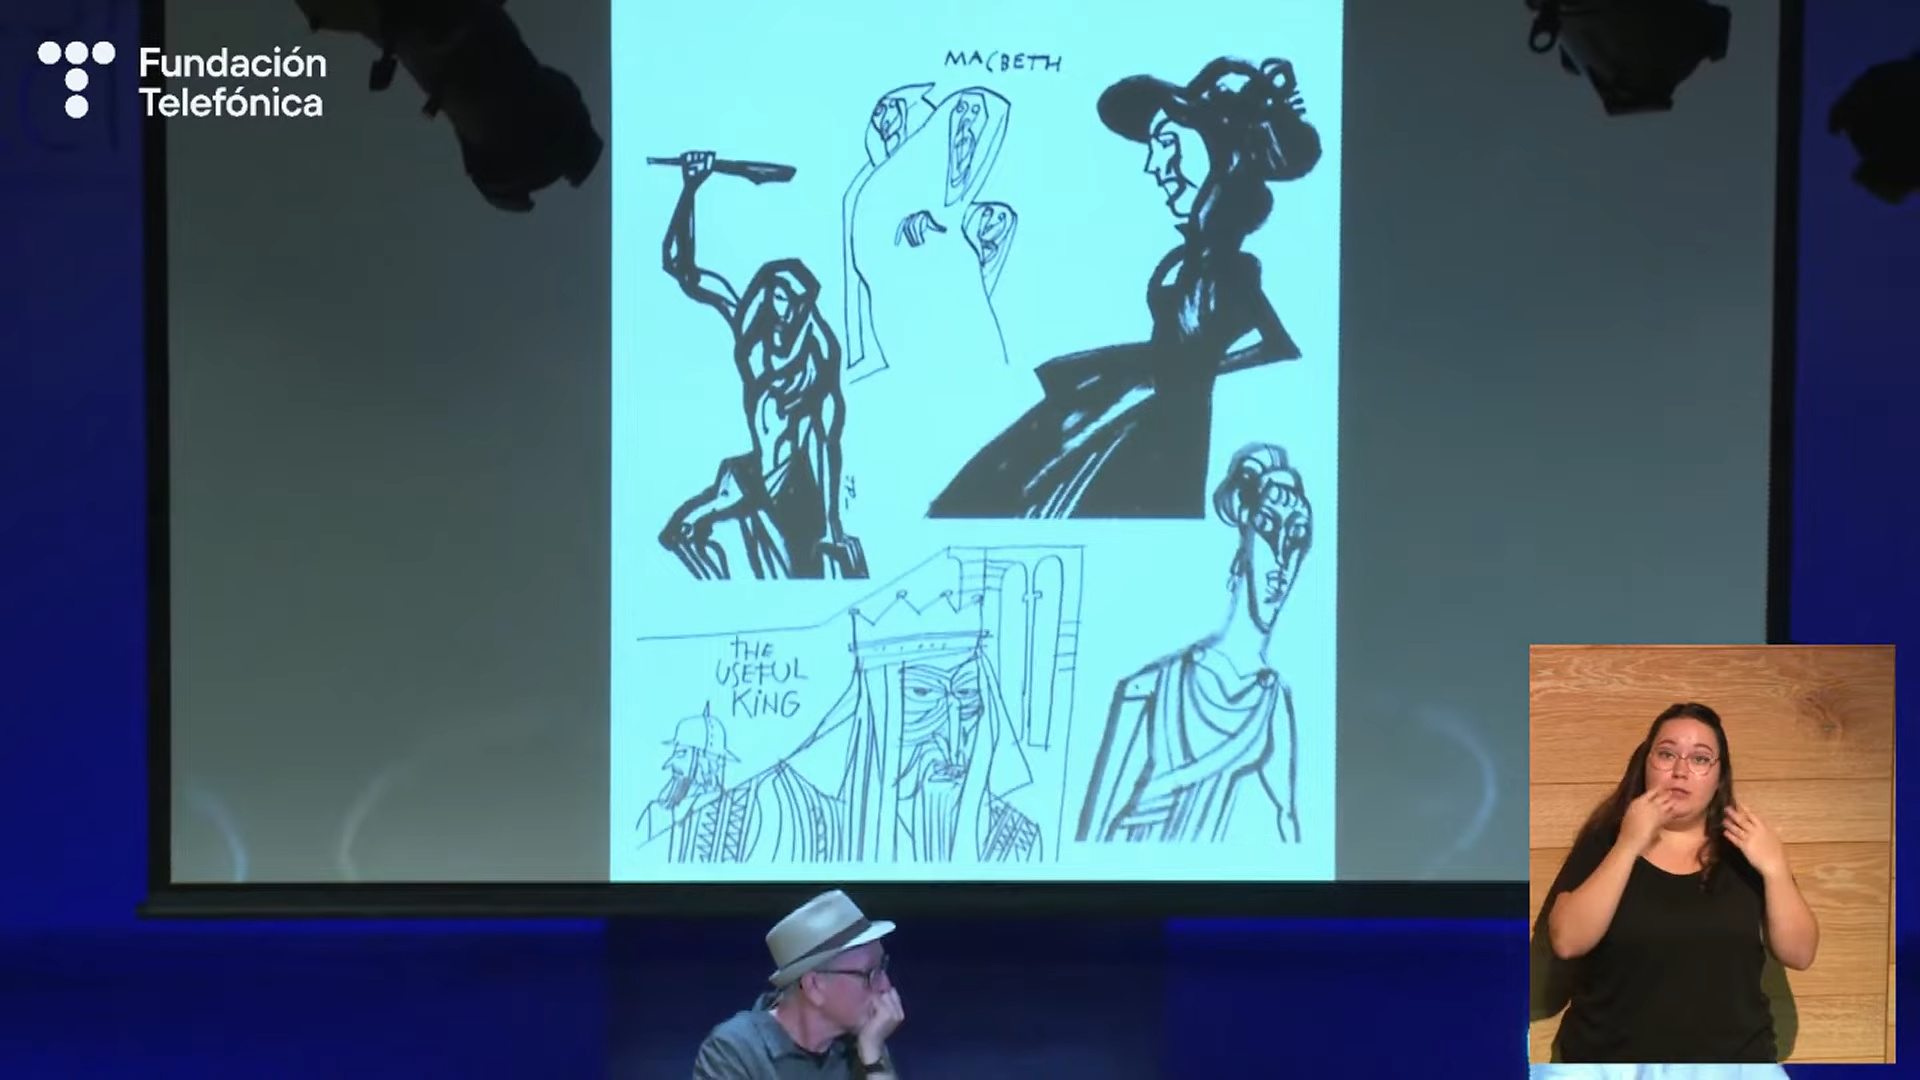 Fundación
Telefónica
MACBETH
THE
USEFUL
KING